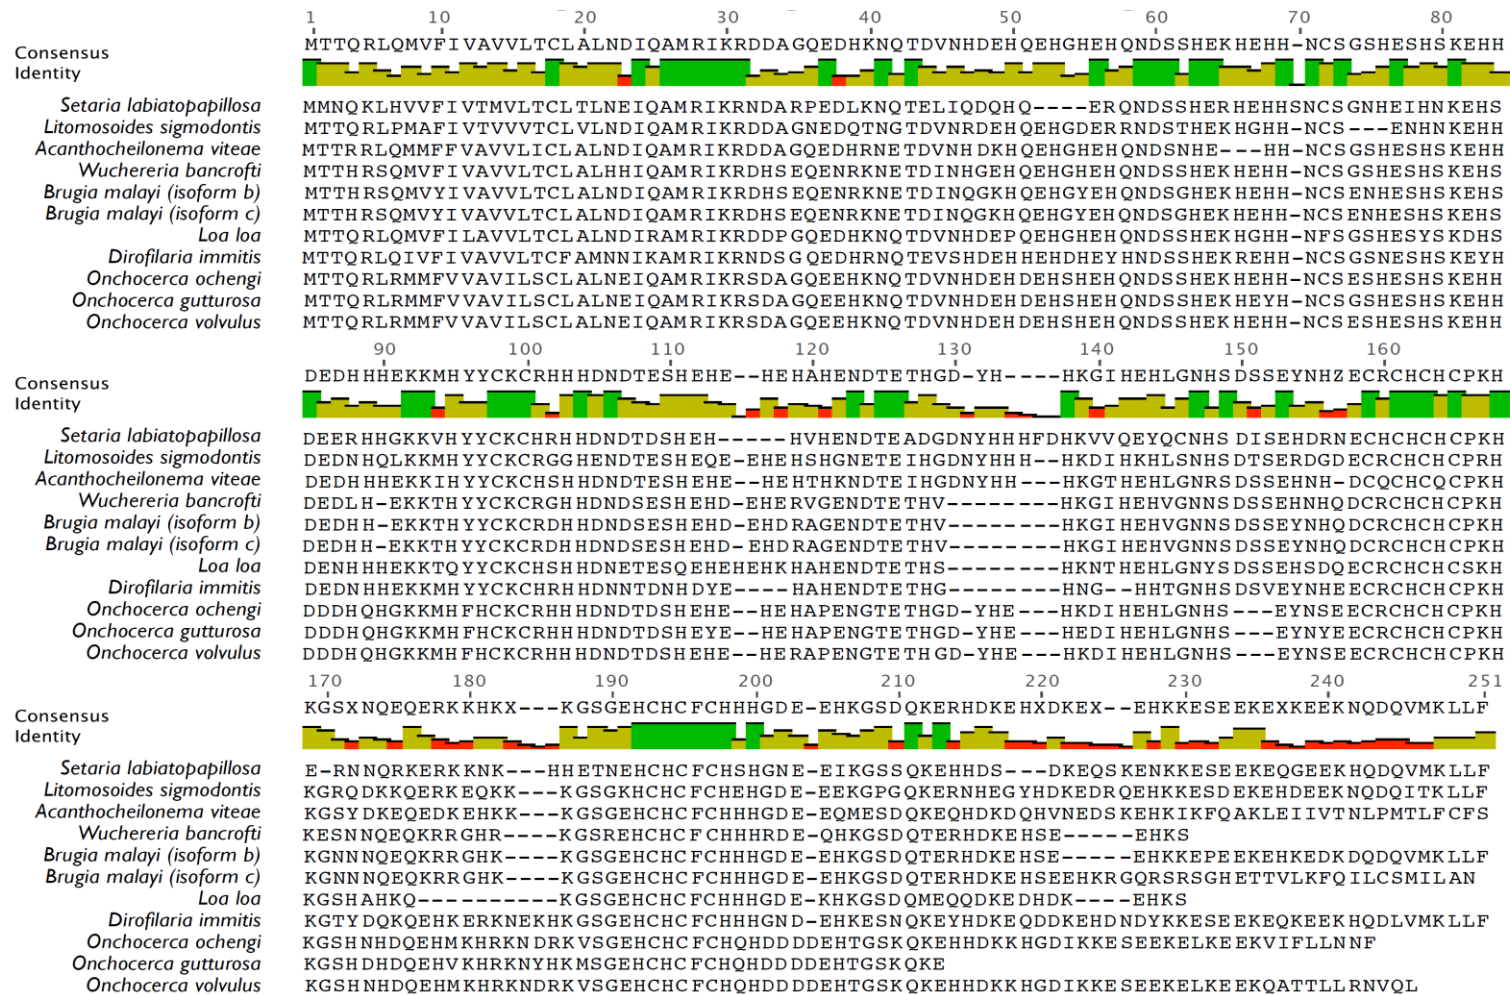 1 10 20 30 40 50 60 70 80
Consensus MTTQRLQMVFIVAVVLTCLALNDIQAMRIKRDDAGQEDHKNQTDVNHDEHQEHGHEHQNDSSHEKHEHH-NCSGSHESHSKEHH
Identity
Setaria labiatopapillosa MMNQKLHVVFIVTMVLTCLTLNEIQAMRIKRNDARPEDLKNQTELIQDQHQ----ERQNDSSHERHEHHSNCSGNHEIHNKEHS
Litomosoides sigmodontis MTTQRLPMAFIVTVVVTCLVLNDIQAMRIKRDDAGNEDQTNGTDVNRDEHQEHGDERRNDSTHEKHGHH-NCS---ENHNKEHH
Acanthocheilonema viteae MTTRRLQMMFFVAVVLICLALNDIQAMRIKRDDAGQEDHRNETDVNHDKHQEHGHEHQNDSNHE---HH-NCSGSHESHSKEHH
Wuchereria bancrofti MTTHRSQMVFIVAVVLTCLALHHIQAMRIKRDHSEQENRKNETDINHGEHQEHGHEHQNDSGHEKHEHH-NCSGSHESHSKEHS
Brugia malayi (isoform b) MTTHRSQMVYIVAVVLTCLALNDIQAMRIKRDHSEQENRKNETDINQGKHQEHGYEHQNDSGHEKHEHH-NCSENHESHSKEHS
Brugia malayi (isoform c) MTTHRSQMVYIVAVVLTCLALNDIQAMRIKRDHSEQENRKNETDINQGKHQEHGYEHQNDSGHEKHEHH-NCSENHESHSKEHS
Loa loa MTTQRLQMVFILAVVLTCLALNDIRAMRIKRDDPGQEDHKNQTDVNHDEPQEHGHEHQNDSSHEKHGHH-NFSGSHESYSKDHS
Dirofilaria immitis MTTQRLQIVFIVAVVLTCFAMNNIKAMRIKRNDSGQEDHRNQTEVSHDEHHEHDHEYHNDSSHEKREHH-NCSGSNESHSKEYH
Onchocerca ochengi MTTQRLRMMFVVAVILSCLALNEIQAMRIKRSDAGQEEHKNQTDVNHDEHDEHSHEHQNDSSHEKHEHH-NCSESHESHSKEHH
Onchocerca gutturosa MTTQRLRMMFVVAVILSCLALNEIQAMRIKRSDAGQEEHKNQTDVNHDEHDEHSHEHQNDSSHEKHEYH-NCSGSHESHSKEHH
Onchocerca volvulus MTTQRLRMMFVVAVILSCLALNEIQAMRIKRSDAGQEEHKNQTDVNHDEHDEHSHEHQNDSSHEKHEHH-NCSESHESHSKEHH
90 100 110 120 130 140 150 160
Consensus DEDHHHEKKMHYYCKCRHHHDNDTESHEHE--HEHAHENDTETHGD-YH----HKGIHEHLGNHSDSSEYNHZECRCHCHCPKH
Identity
Setaria labiatopapillosa DEERHHGKKVHYYCKCHRHHDNDTDSHEH-----HVHENDTEADGDNYHHHFDHKVVQEYQCNHSDISEHDRNECHCHCHCPKH
Litomosoides sigmodontis DEDNHQLKKMHYYCKCRGGHENDTESHEQE-EHEHSHGNETEIHGDNYHHH--HKDIHKHLSNHSDTSERDGDECRCHCHCPRH
Acanthocheilonema viteae DEDHHHEKKIHYYCKCHSHHDNDTESHEHE--HEHTHKNDTEIHGDNYHH---HKGTHEHLGNRSDSSEHNH-DCQCHCQCPKH
Wuchereria bancrofti DEDLH-EKKTHYYCKCRGHHDNDSESHEHD-EHERVGENDTETHV--------HKGIHEHVGNNSDSSEHNHQDCRCHCHCPKH
Brugia malayi (isoform b) DEDHH-EKKTHYYCKCRDHHDNDSESHEHD-EHDRAGENDTETHV--------HKGIHEHVGNNSDSSEYNHQDCRCHCHCPKH
Brugia malayi (isoform c) DEDHH-EKKTHYYCKCRDHHDNDSESHEHD-EHDRAGENDTETHV--------HKGIHEHVGNNSDSSEYNHQDCRCHCHCPKH
Loa loa DENHHHEKKTQYYCKCHSHHDNETESQEHEHEHKHAHENDTETHS--------HKNTHEHLGNYSDSSEHSDQECRCHCHCSKH
Dirofilaria immitis DEDNHHEKKMHYYCKCHRHHDNNTDNHDYE----HAHENDTETHG--------HNG--HHTGNHSDSVEYNHEECRCHCHCPKH
Onchocerca ochengi DDDHQHGKKMHFHCKCRHHHDNDTDSHEHE--HEHAPENGTETHGD-YHE---HKDIHEHLGNHS---EYNSEECRCHCHCPKH
Onchocerca gutturosa DDDHQHGKKMHFHCKCRHHHDNDTDSHEYE--HEHAPENGTETHGD-YHE---HEDIHEHLGNHS---EYNYEECRCHCHCPKH
Onchocerca volvulus DDDHQHGKKMHFHCKCRHHHDNDTDSHEHE--HERAPENGTETHGD-YHE---HKDIHEHLGNHS---EYNSEECRCHCHCPKH
170 180 190 200 210 220 230 240 251
Consensus KGSXNQEQERKKHKX---KGSGEHCHCFCHHHGDE-EHKGSDQKERHDKEHXDKEX--EHKKESEEKEXKEEKNQDQVMKLLF
Identity
Setaria labiatopapillosa E-RNNQRKERKKNK---HHETNEHCHCFCHSHGNE-EIKGSSQKEHHDS---DKEQSKENKKESEEKEQGEEKHQDQVMKLLF
Litomosoides sigmodontis KGRQDKKQERKEQKK---KGSGKHCHCFCHEHGDE-EEKGPGQKERNHEGYHDKEDRQEHKKESDEKEHDEEKNQDQITKLLF
Acanthocheilonema viteae KGSYDKEQEDKEHKK---KGSGEHCHCFCHHHGDE-EQMESDQKEQHDKDQHVNEDSKEHKIKFQAKLEIIVTNLPMTLFCFS
Wuchereria bancrofti KESNNQEQKRRGHR----KGSREHCHCFCHHHRDE-QHKGSDQTERHDKEHSE-----EHKS
Brugia malayi (isoform b) KGNNNQEQKRRGHK----KGSGEHCHCFCHHHGDE-EHKGSDQTERHDKEHSE-----EHKKEPEEKEHKEDKDQDQVMKLLF
Brugia malayi (isoform c) KGNNNQEQKRRGHK----KGSGEHCHCFCHHHGDE-EHKGSDQTERHDKEHSEEHKRGQRSRSGHETTVLKFQILCSMILAN
Loa loa KGSHAHKQ----------KGSGEHCHCFCHHHGDE-KHKGSDQMEQQDKEDHDK----EHKS
Dirofilaria immitis KGTYDQKQEHKERKNEKHKGSGEHCHCFCHHHGND-EHKESNQKEYHDKEQDDKEHDNDYKKESEEKEQKEEKHQDLVMKLLF
Onchocerca ochengi KGSHNHDQEHMKHRKNDRKVSGEHCHCFCHQHDDDDEHTGSKQKEHHDKKHGDIKKESEEKELKEEKVIFLLNNF
Onchocerca gutturosa KGSHDHDQEHVKHRKNYHKMSGEHCHCFCHQHDDDDEHTGSKQKE
Onchocerca volvulus KGSHNHDQEHMKHRKNDRKVSGEHCHCFCHQHDDDDEHTGSKQKEHHDKKHGDIKKESEEKELKEEKQATTLLRNVQL